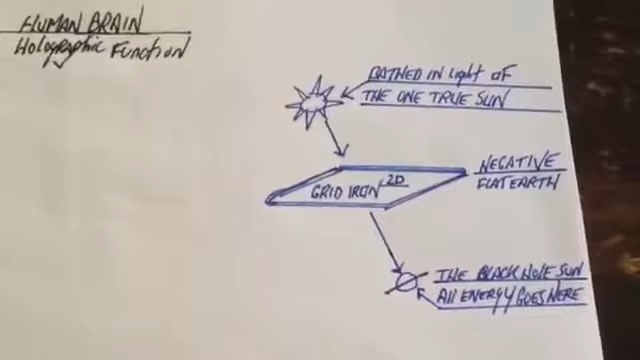 HUMAN BRAIN
Holographic Function
BATHED IN Light OF
THE ONE TRUE SUN
GRID IRON 2D
NEGATIVE
FLAT EARTH
THE BLACK HOLE SUN
ALL ENERGY GOES HERE